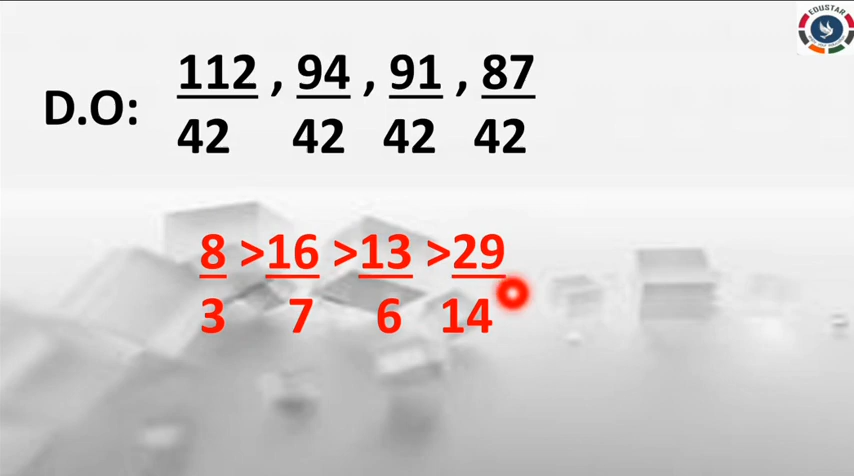 EDUSTAR
D.O: 112/42 , 94/42 , 91/42 , 87/42
8/3 > 16/7 > 13/6 > 29/14